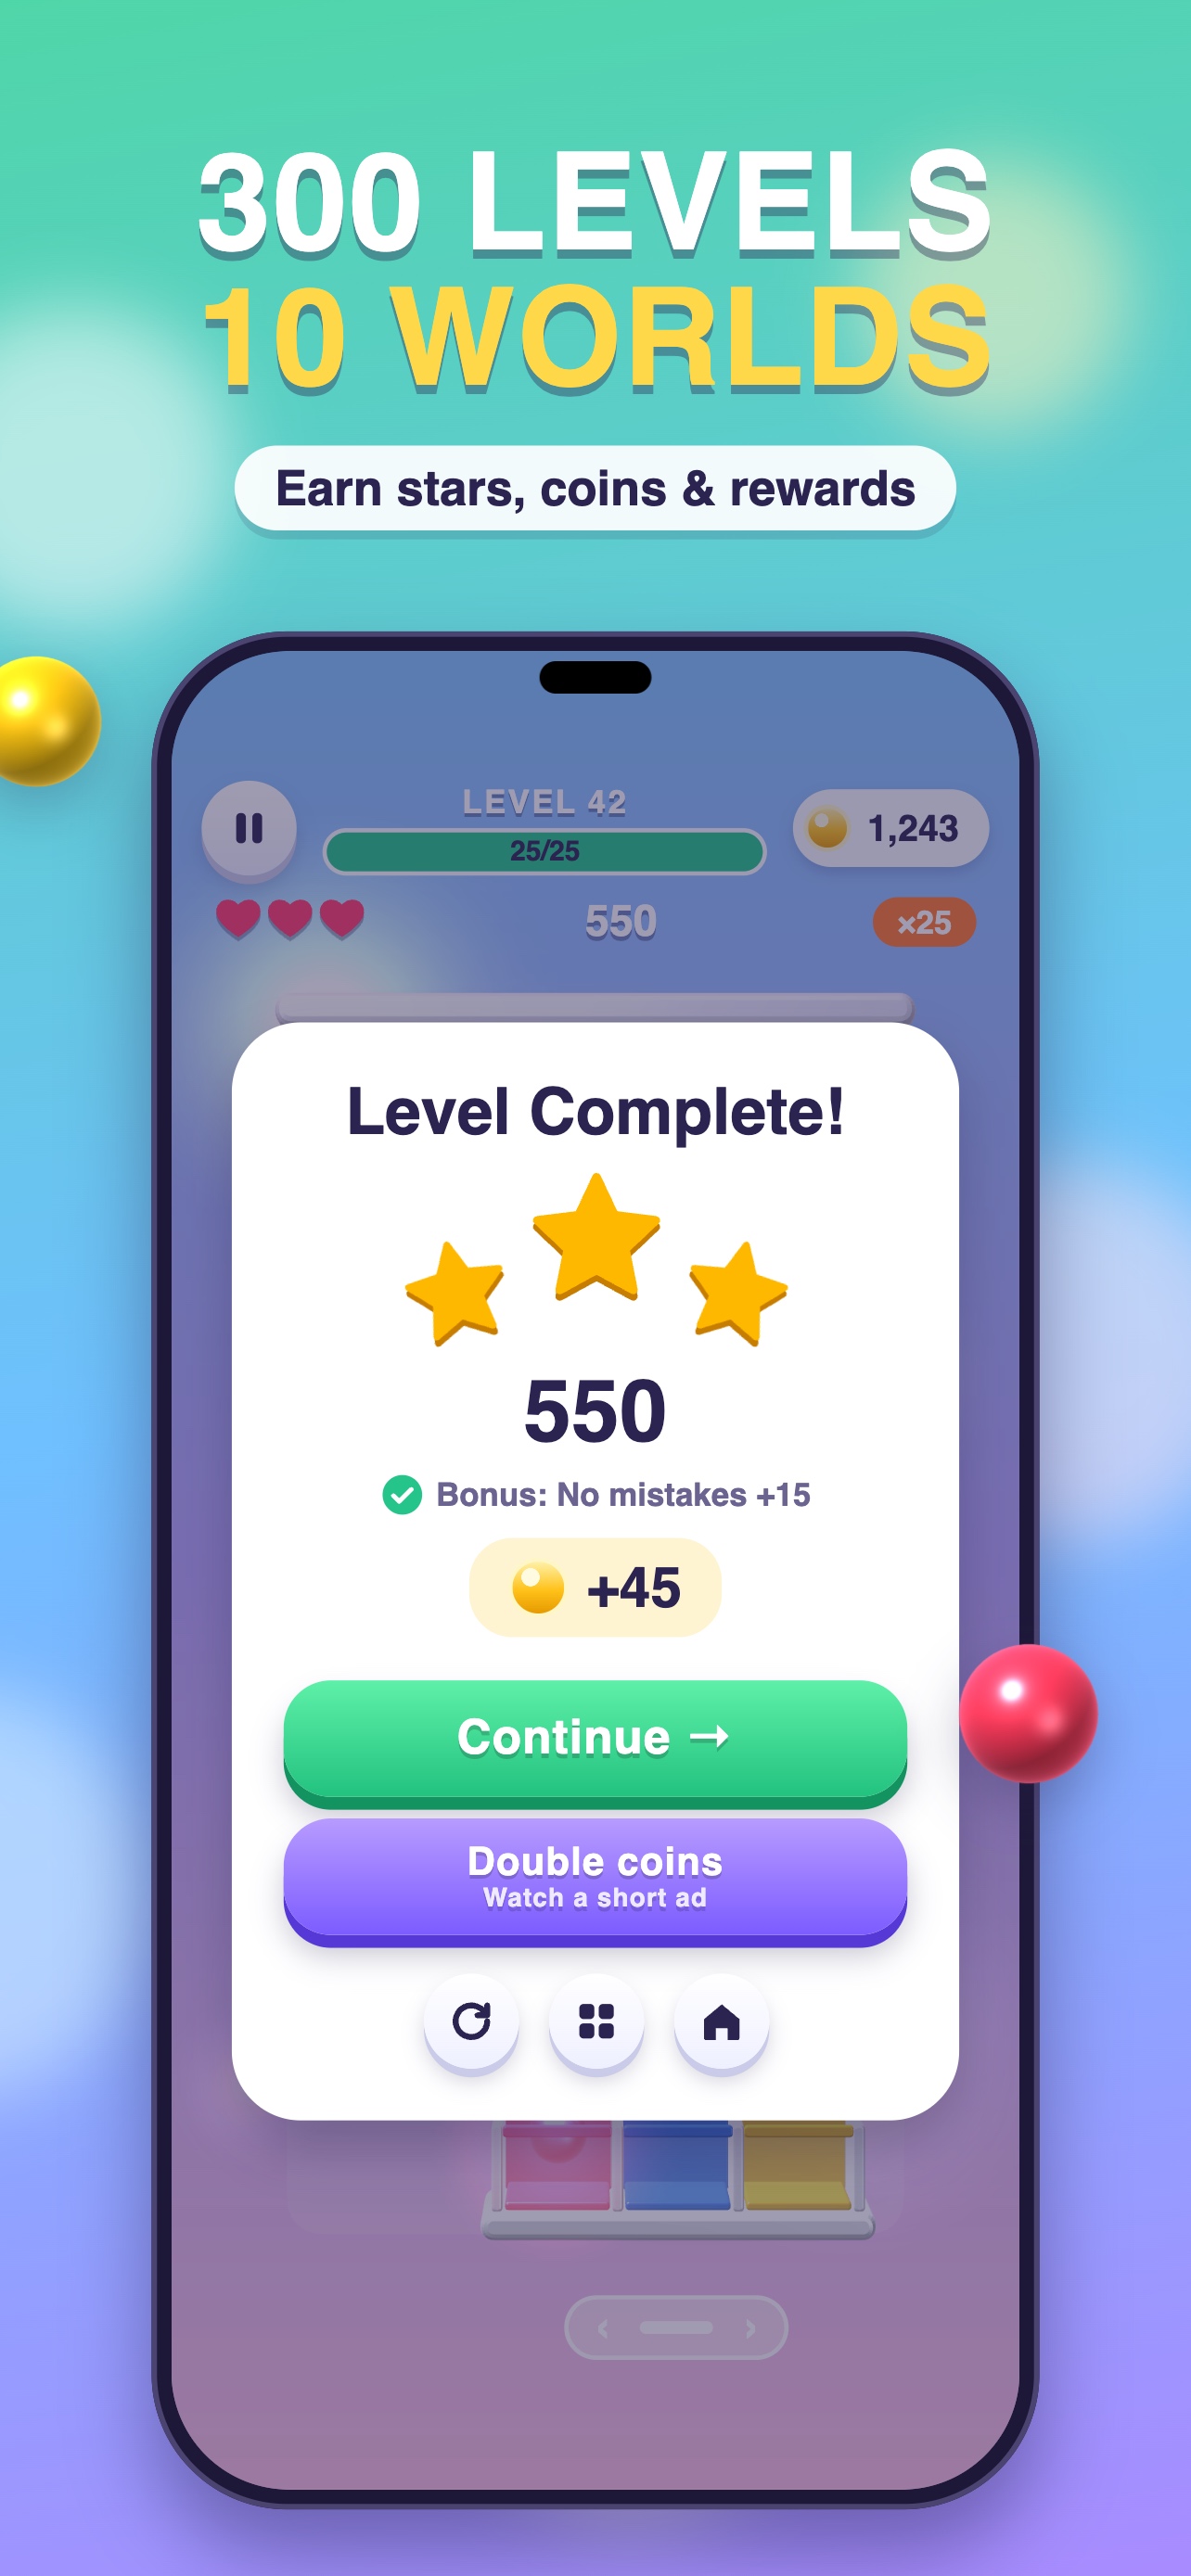 300 LEVELS
10 WORLDS
Earn stars, coins & rewards
LEVEL 42
25/25
1,243
550
×25
Level Complete!
550
Bonus: No mistakes +15
+45
Continue →
Double coins
Watch a short ad